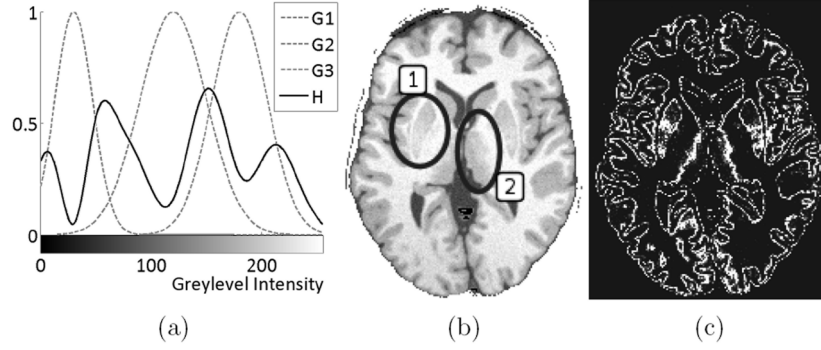 1
0.5
0
G1
G2
G3
H
0
100
200
Greylevel Intensity
1
2
(a)
(b)
(c)